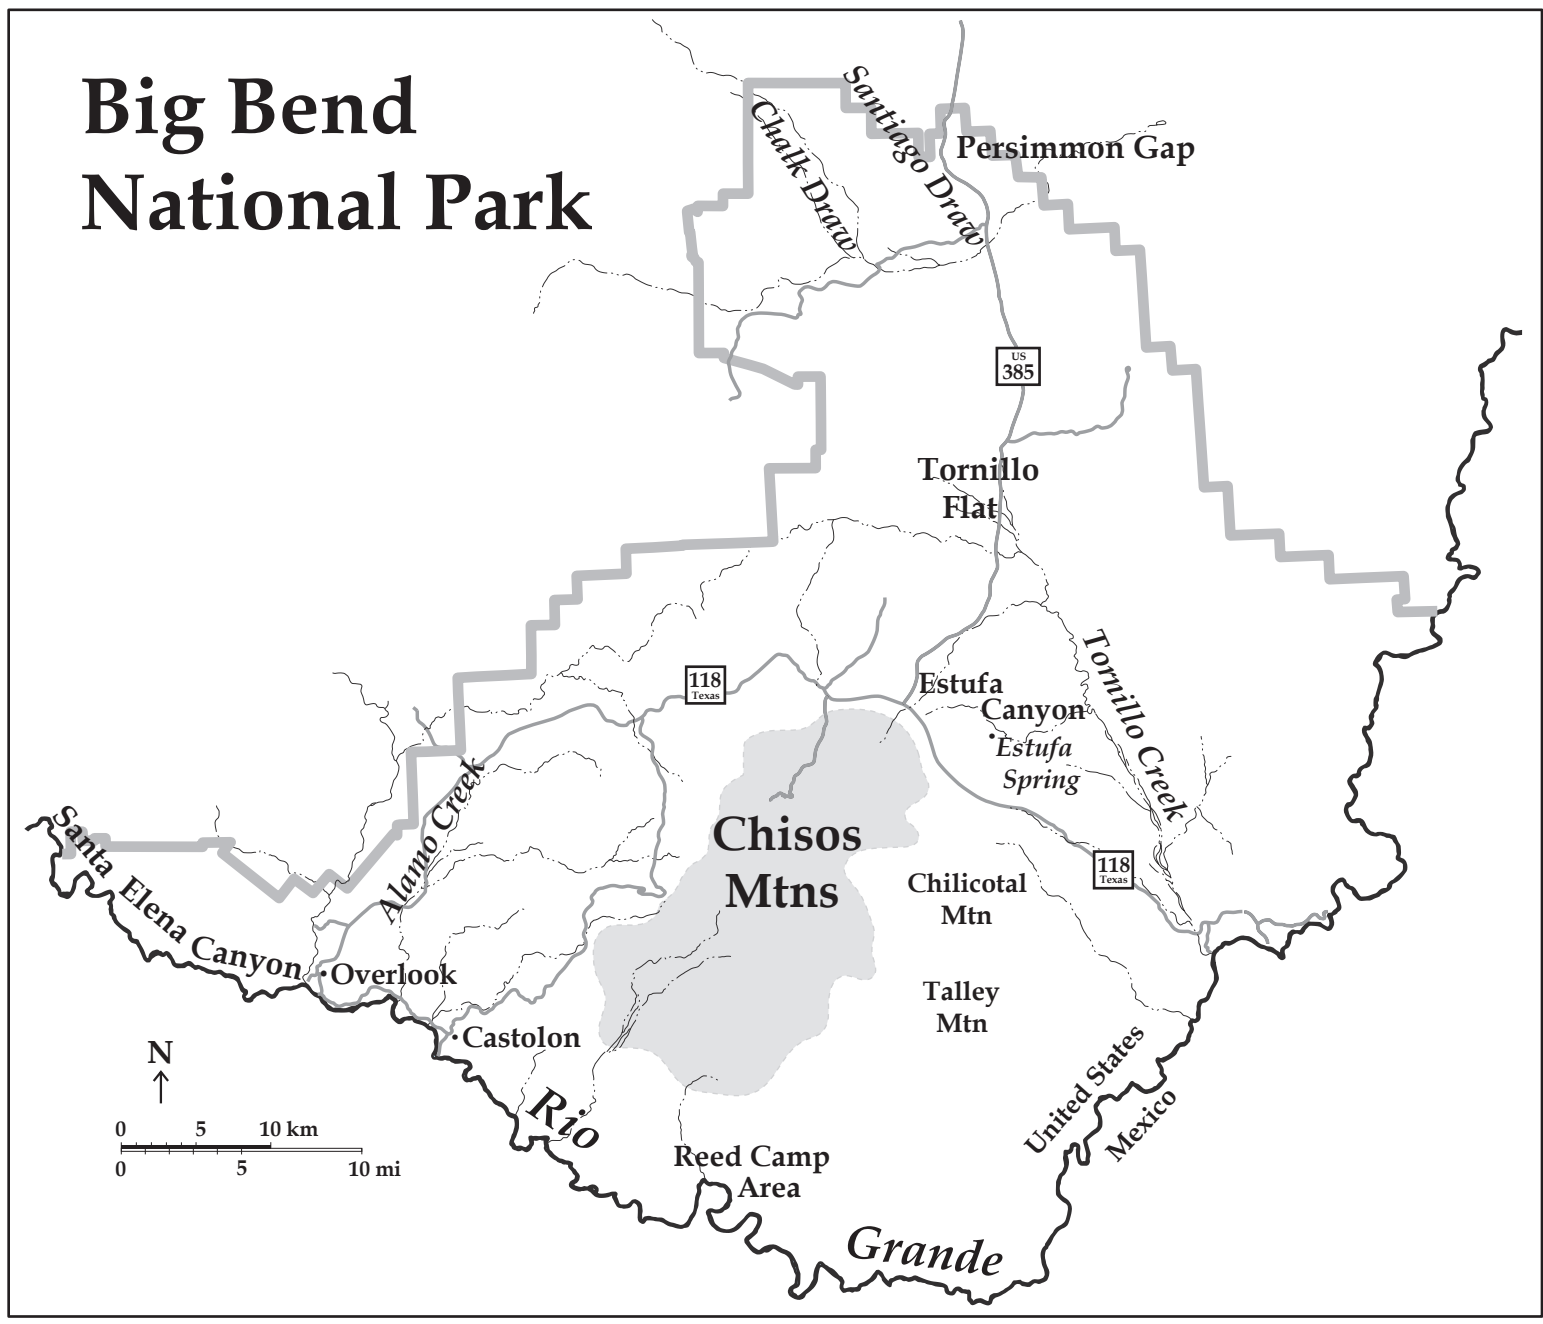 Big Bend
National Park
Santiago Draw
Chalk Draw
Persimmon Gap
US
385
Tornillo
Flat
118
Texas
Estufa
Canyon
Estufa
Spring
Tornillo Creek
Alamo Creek
Santa Elena Canyon
Chisos
Mtns
118
Texas
Chilicotal
Mtn
Overlook
Talley
Mtn
Castolon
N
0 5 10 km
0 5 10 mi
Rio
United States
Mexico
Reed Camp
Area
Grande